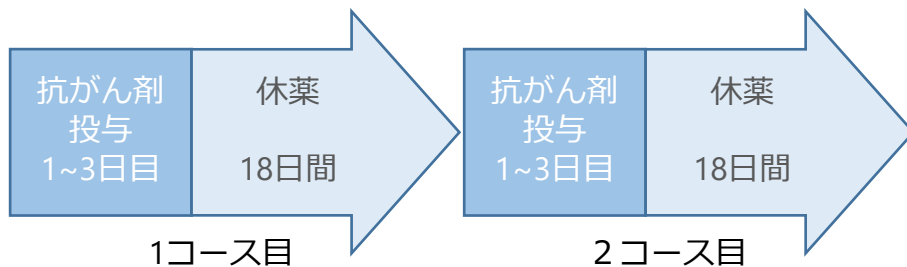 抗がん剤
投与
1~3日目
休薬
18日間
1コース目
抗がん剤
投与
1~3日目
休薬
18日間
２コース目